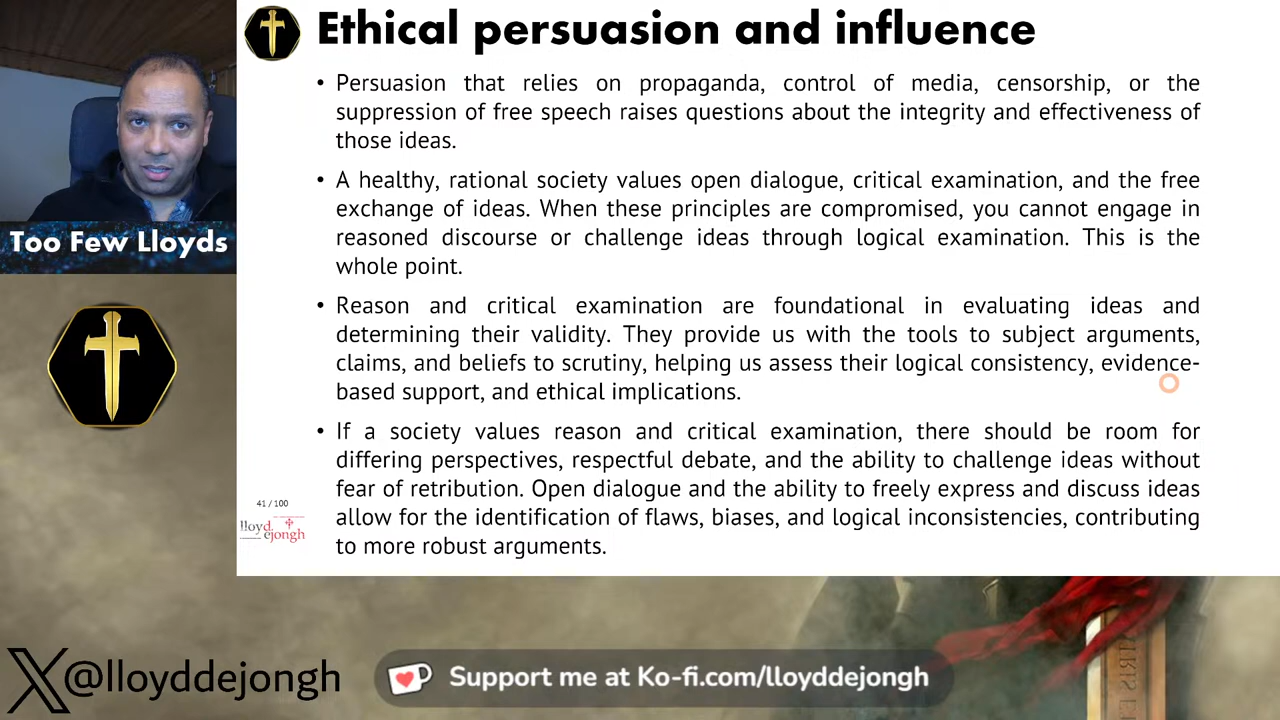 Ethical persuasion and influence
• Persuasion that relies on propaganda, control of media, censorship, or the
suppression of free speech raises questions about the integrity and effectiveness of
those ideas.
• A healthy, rational society values open dialogue, critical examination, and the free
exchange of ideas. When these principles are compromised, you cannot engage in
reasoned discourse or challenge ideas through logical examination. This is the
whole point.
• Reason and critical examination are foundational in evaluating ideas and
determining their validity. They provide us with the tools to subject arguments,
claims, and beliefs to scrutiny, helping us assess their logical consistency, evidence-
based support, and ethical implications.
• If a society values reason and critical examination, there should be room for
differing perspectives, respectful debate, and the ability to challenge ideas without
fear of retribution. Open dialogue and the ability to freely express and discuss ideas
allow for the identification of flaws, biases, and logical inconsistencies, contributing
to more robust arguments.
41 / 100
lloyd
dejongh
Too Few Lloyds
X@lloyddejongh
Support me at Ko-fi.com/lloyddejongh